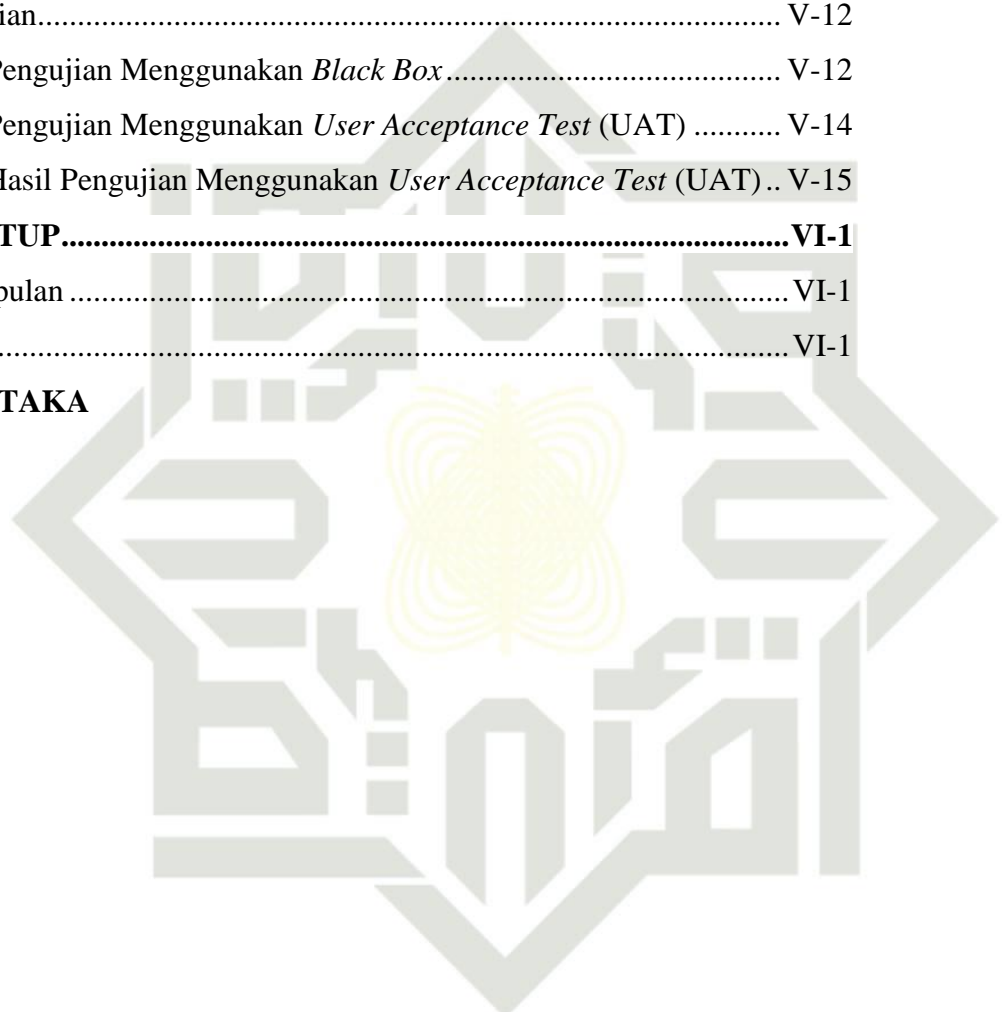 ian.............................................................................................. V-12
Pengujian Menggunakan Black Box.......................................... V-12
Pengujian Menggunakan User Acceptance Test (UAT) ........... V-14
Hasil Pengujian Menggunakan User Acceptance Test (UAT).. V-15
TUP...........................................................................................VI-1
pulan ..........................................................................................VI-1
....................................................................................................VI-1
TAKA